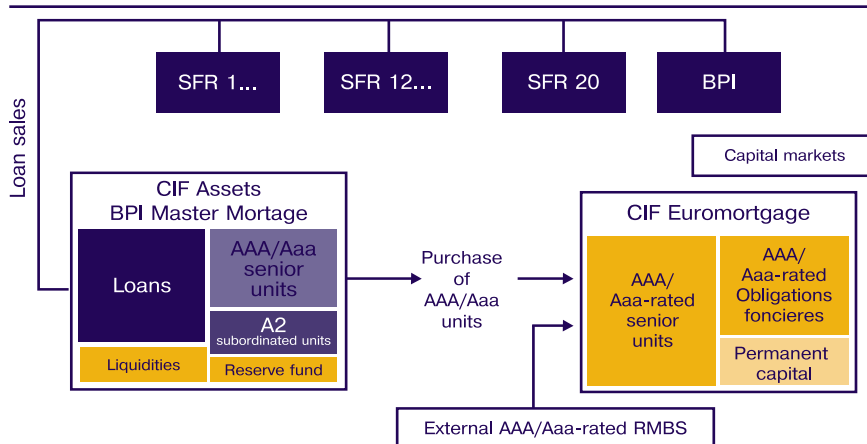 SFR 1...
SFR 12...
SFR 20
BPI
Loan sales
Capital markets
CIF Assets
BPI Master Mortage
Loans
AAA/Aaa
senior
units
A2
subordinated units
Liquidities
Reserve fund
Purchase
of
AAA/Aaa
units
CIF Euromortgage
AAA/
Aaa-rated
senior
units
AAA/
Aaa-rated
Obligations
foncieres
Permanent
capital
External AAA/Aaa-rated RMBS